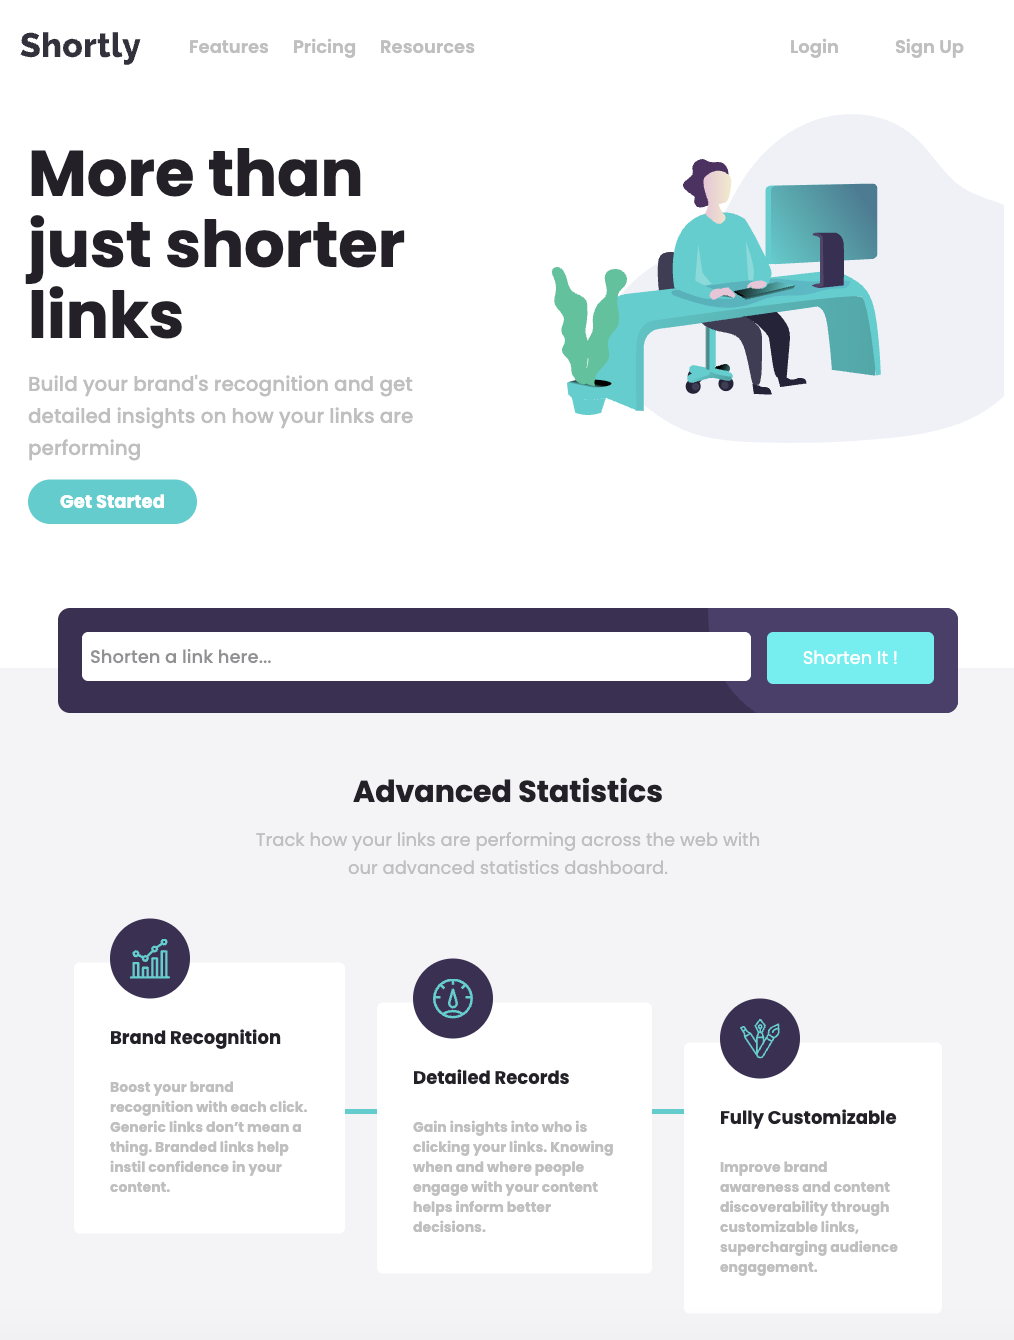 Shortly Features Pricing Resources Login Sign Up
More than
just shorter
links
Build your brand's recognition and get
detailed insights on how your links are
performing
Get Started
Shorten a link here...
Shorten It !
Advanced Statistics
Track how your links are performing across the web with
our advanced statistics dashboard.
Brand Recognition
Boost your brand
recognition with each click.
Generic links don’t mean a
thing. Branded links help
instil confidence in your
content.
Detailed Records
Gain insights into who is
clicking your links. Knowing
when and where people
engage with your content
helps inform better
decisions.
Fully Customizable
Improve brand
awareness and content
discoverability through
customizable links,
supercharging audience
engagement.